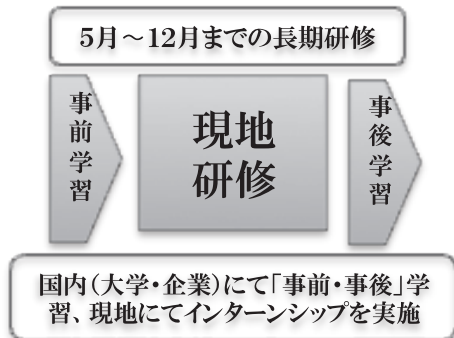 5月～12月までの長期研修
事前学習
現地
研修
事後学習
国内（大学・企業）にて「事前・事後」学
習、現地にてインターンシップを実施